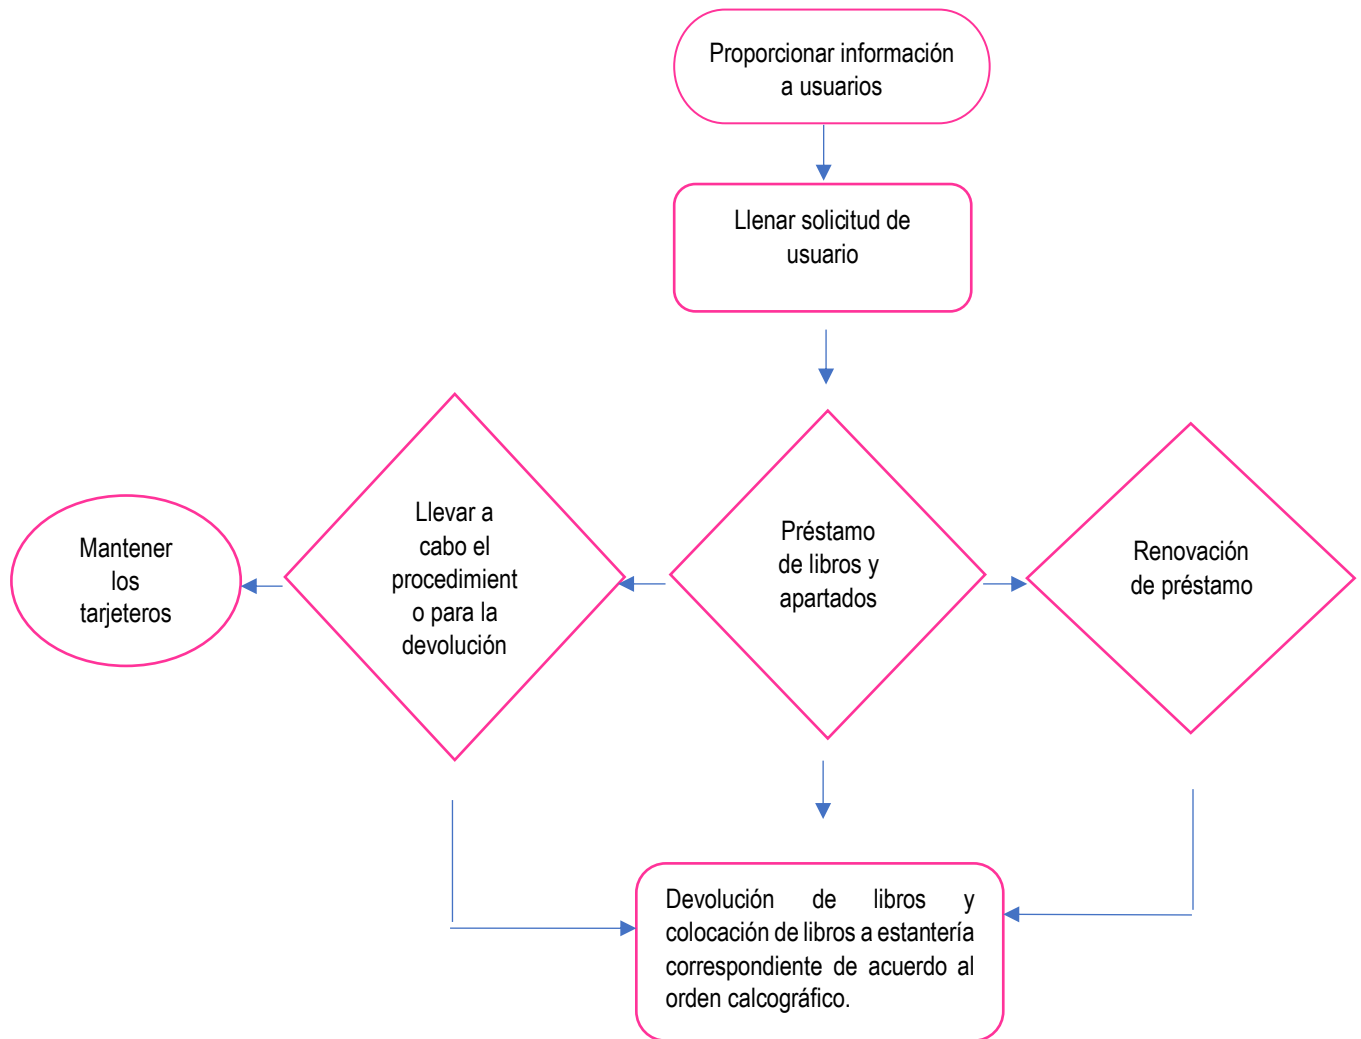 Proporcionar información
a usuarios
Llenar solicitud de
usuario
Mantener
los
tarjeteros
Llevar a
cabo el
procedimient
o para la
devolución
Préstamo
de libros y
apartados
Renovación
de préstamo
Devolución de libros y
colocación de libros a estantería
correspondiente de acuerdo al
orden calcográfico.